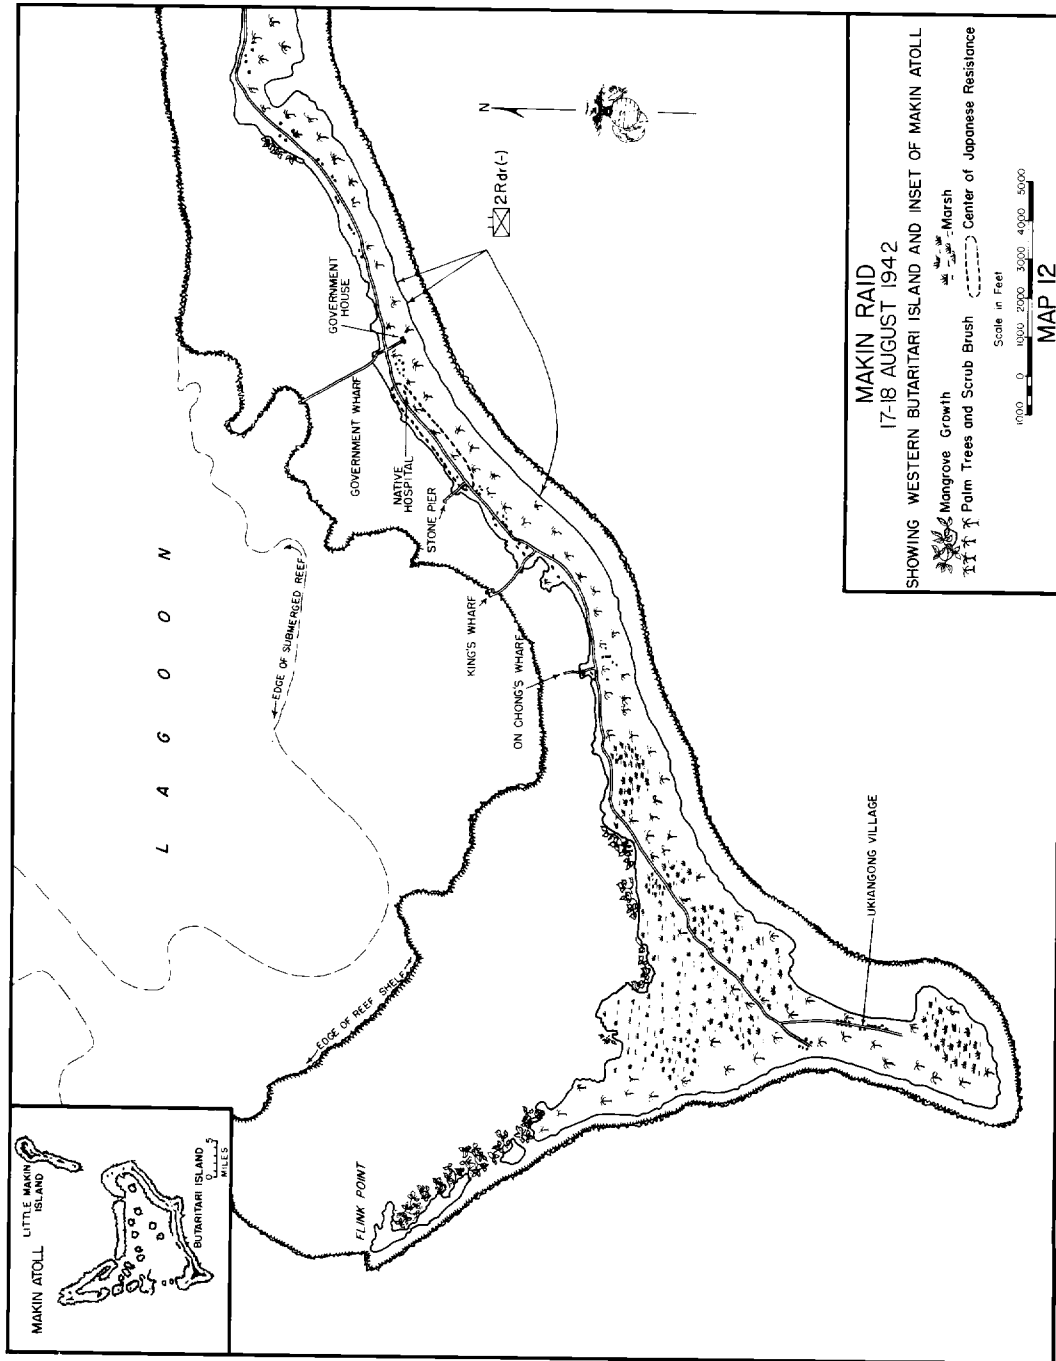 MAKIN ATOLL
LITTLE MAKIN
ISLAND
BUTARITARI ISLAND
0 5
MILES
FLINK POINT
L A G O O N
EDGE OF SUBMERGED REEF
EDGE OF REEF SHELF
N
2Rdr(-)
GOVERNMENT
HOUSE
GOVERNMENT WHARF
NATIVE
HOSPITAL
STONE PIER
KING'S WHARF
ON CHONG'S WHARF
UKIANGONG VILLAGE
MAKIN RAID
17-18 AUGUST 1942
SHOWING WESTERN BUTARITARI ISLAND AND INSET OF MAKIN ATOLL
Mangrove Growth Marsh
Palm Trees and Scrub Brush Center of Japanese Resistance
Scale in Feet
1000 0 1000 2000 3000 4000 5000
MAP 12